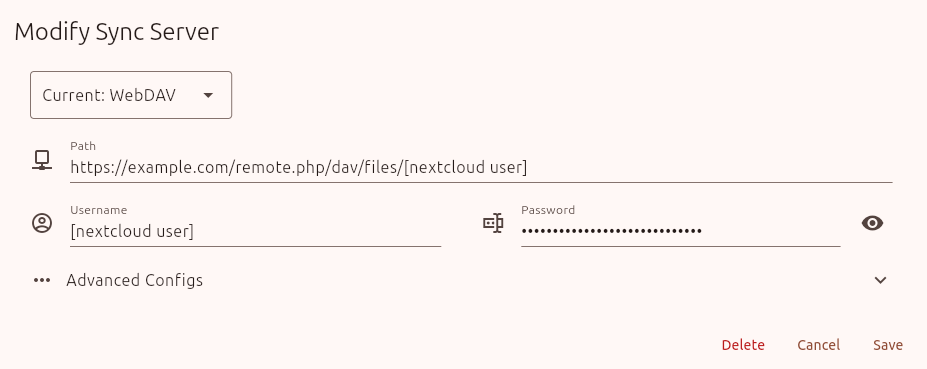 Modify Sync Server
Current: WebDAV
Path
https://example.com/remote.php/dav/files/[nextcloud user]
Username
[nextcloud user]
Password
•••••••••••••••••••••••••••••
Advanced Configs
Delete Cancel Save